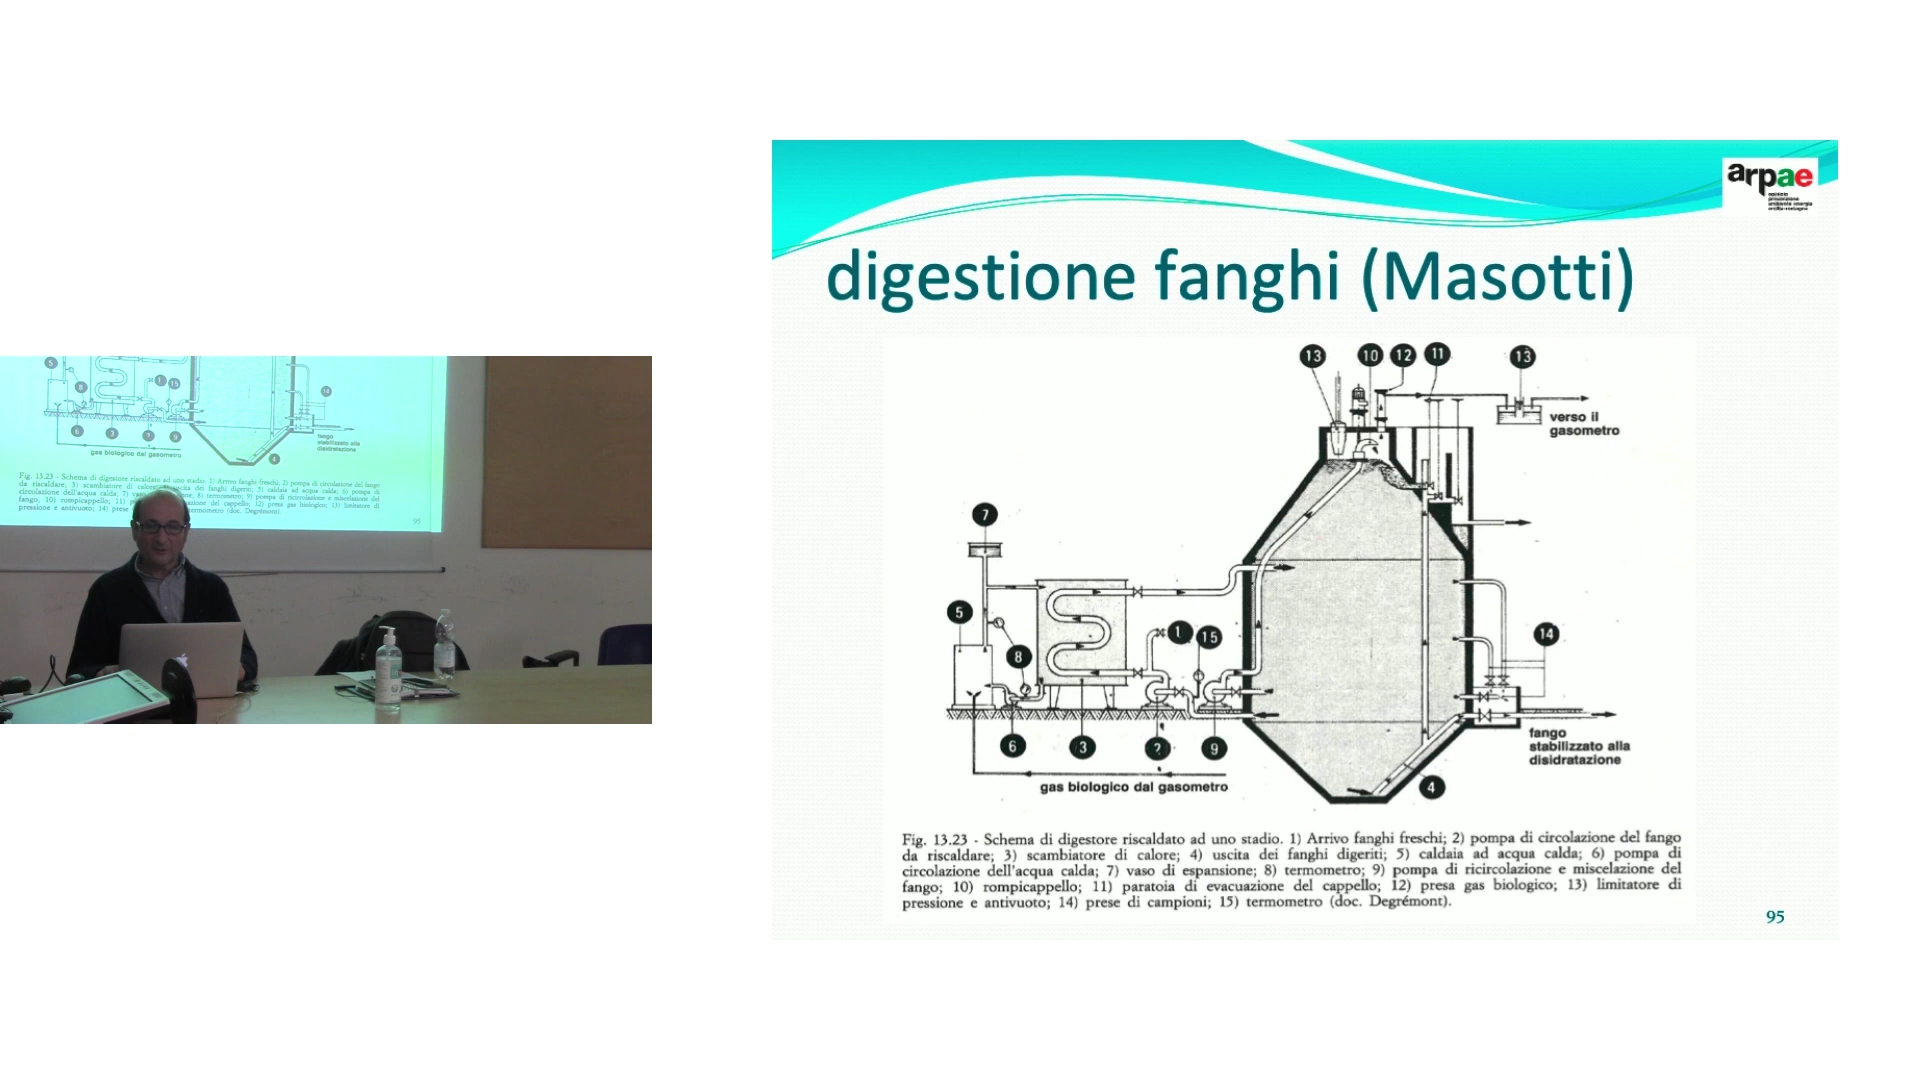 arpae
digestione fanghi (Masotti)
13 10 12 11 13
verso il
gasometro
7
5
1 15
14
8
6 3 2 9
fango
stabilizzato alla
disidratazione
gas biologico dal gasometro
4
Fig. 13.23 - Schema di digestore riscaldato ad uno stadio. 1) Arrivo fanghi freschi; 2) pompa di circolazione del fango
da riscaldare; 3) scambiatore di calore; 4) uscita dei fanghi digeriti; 5) caldaia ad acqua calda; 6) pompa di
circolazione dell'acqua calda; 7) vaso di espansione; 8) termometro; 9) pompa di ricircolazione e miscelazione del
fango; 10) rompicappello; 11) paratoia di evacuazione del cappello; 12) presa gas biologico; 13) limitatore di
pressione e antivuoto; 14) prese di campioni; 15) termometro (doc. Degrémont).
95